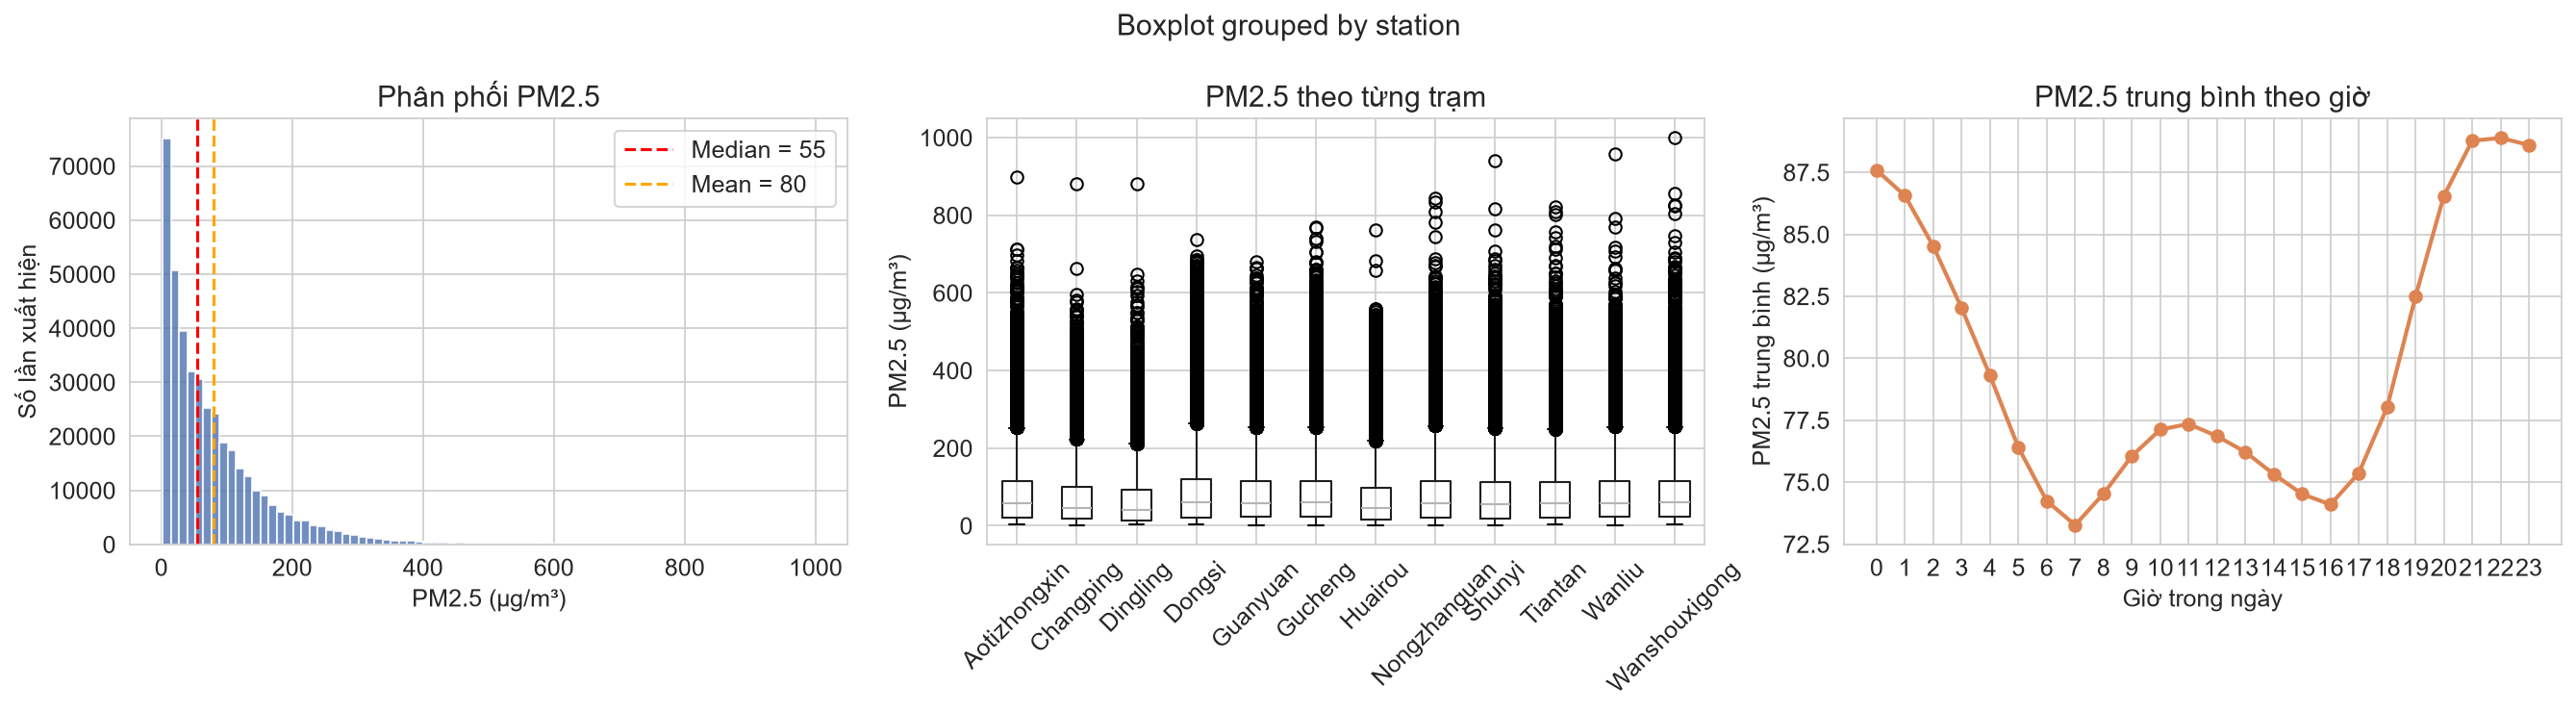 Boxplot grouped by station
Phân phối PM2.5
Số lần xuất hiện
70000
60000
50000
40000
30000
20000
10000
0
Median = 55
Mean = 80
0 200 400 600 800 1000
PM2.5 (µg/m³)
PM2.5 theo từng trạm
PM2.5 (µg/m³)
1000
800
600
400
200
0
Aotizhongxin
Changping
Dingling
Dongsi
Guanyuan
Gucheng
Huairou
Nongzhanguan
Shunyi
Tiantan
Wanliu
Wanshouxigong
PM2.5 trung bình theo giờ
PM2.5 trung bình (µg/m³)
87.5
85.0
82.5
80.0
77.5
75.0
72.5
0 1 2 3 4 5 6 7 8 9 10 11 12 13 14 15 16 17 18 19 20 21 22 23
Giờ trong ngày